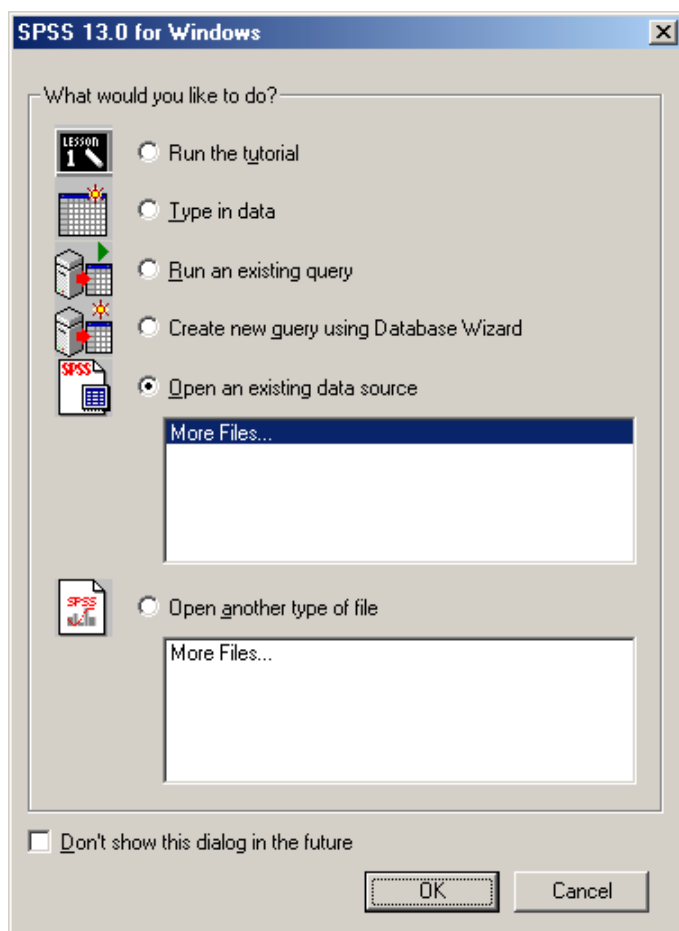 SPSS 13.0 for Windows
What would you like to do?
LESSON
1
Run the tutorial
Type in data
Run an existing query
Create new query using Database Wizard
SPSS
Open an existing data source
More Files...
SPSS
Open another type of file
More Files...
Don't show this dialog in the future
OK Cancel